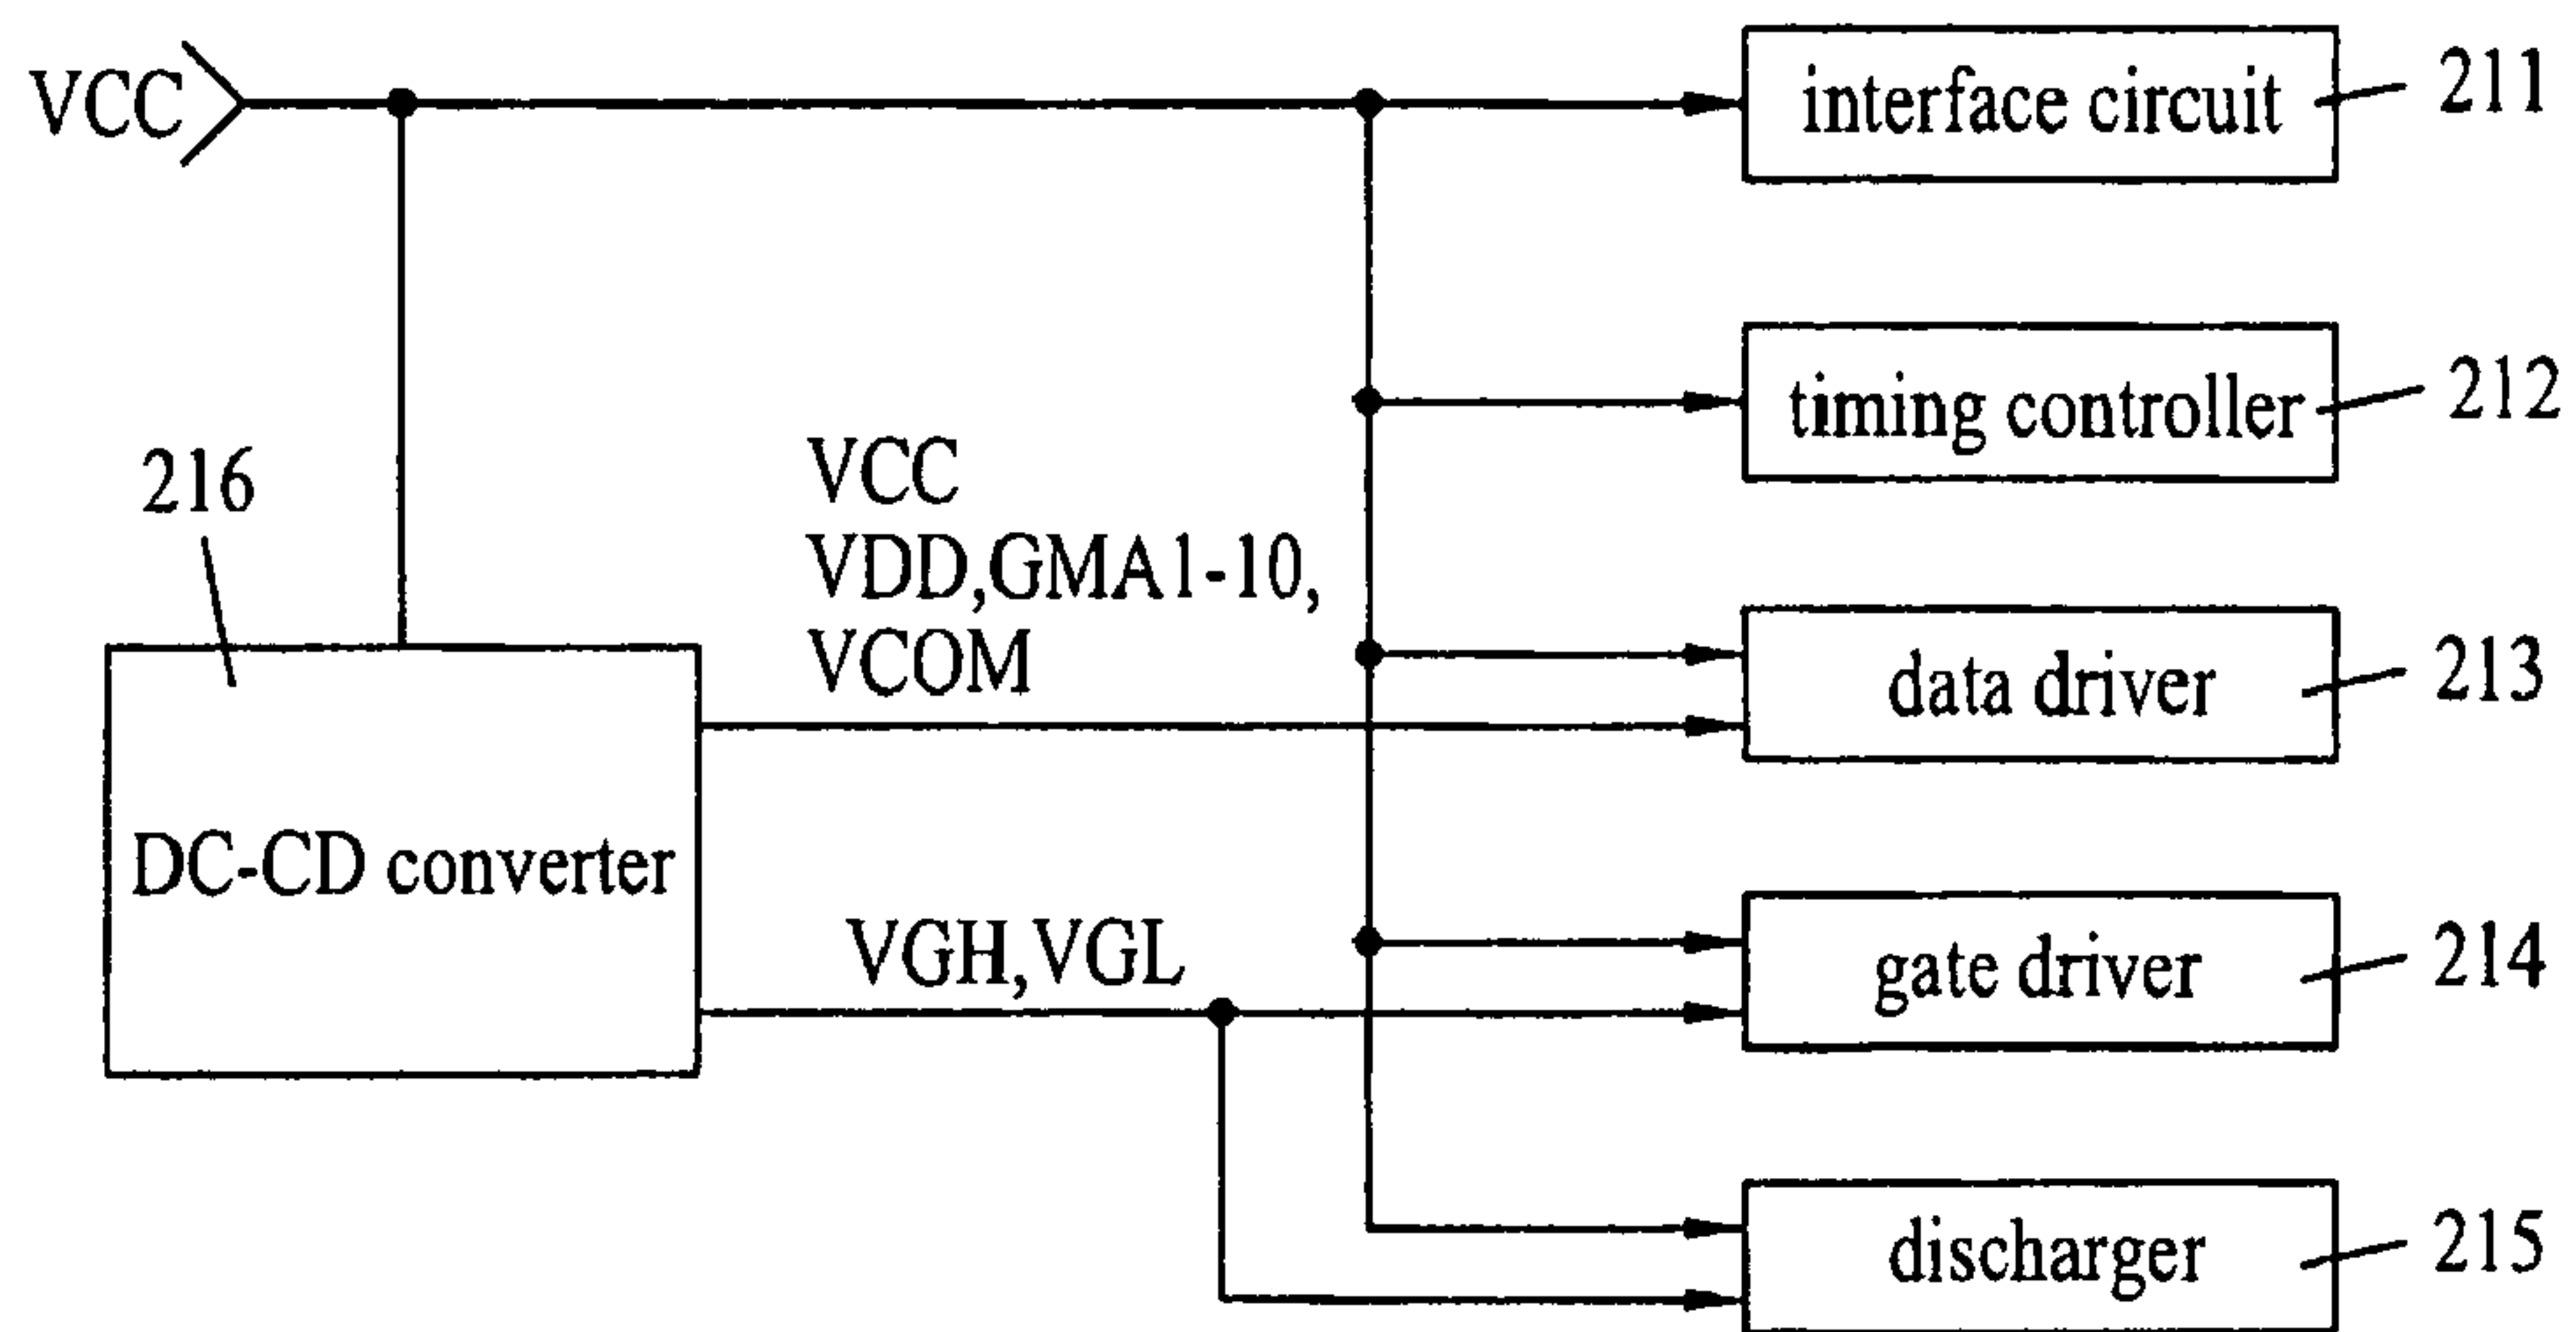 VCC
interface circuit
211
timing controller
212
216
VCC
VDD,GMA1-10,
VCOM
data driver
213
DC-CD converter
VGH,VGL
gate driver
214
discharger
215